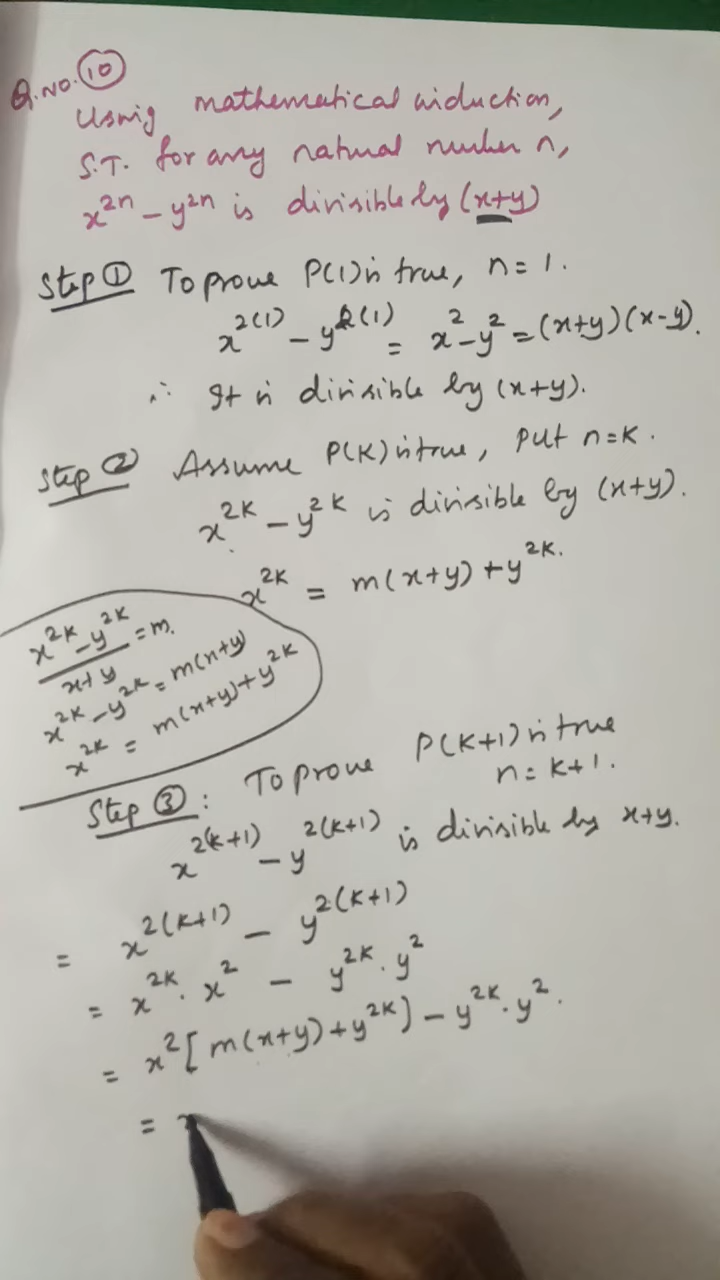 Q.NO. 10
Using mathematical induction,
S.T. for any natural number n,
x^{2n} - y^{2n} is divisible by (x+y)
Step ① To prove P(1) is true, n = 1.
x^{2(1)} - y^{2(1)} = x^2 - y^2 = (x+y)(x-y).
∴ It is divisible by (x+y).
Step ② Assume P(K) is true, put n=K.
x^{2K} - y^{2K} is divisible by (x+y).
x^{2K} = m(x+y) + y^{2K}.
\frac{x^{2K} - y^{2K}}{x+y} = m.
x^{2K} - y^{2K} = m(x+y)
x^{2K} = m(x+y) + y^{2K}
Step ③ : To prove P(K+1) is true
n = K+1.
x^{2(K+1)} - y^{2(K+1)} is divisible by x+y.
= x^{2(K+1)} - y^{2(K+1)}
= x^{2K} . x^2 - y^{2K} . y^2
= x^2 [m(x+y) + y^{2K}] - y^{2K} . y^2.
=